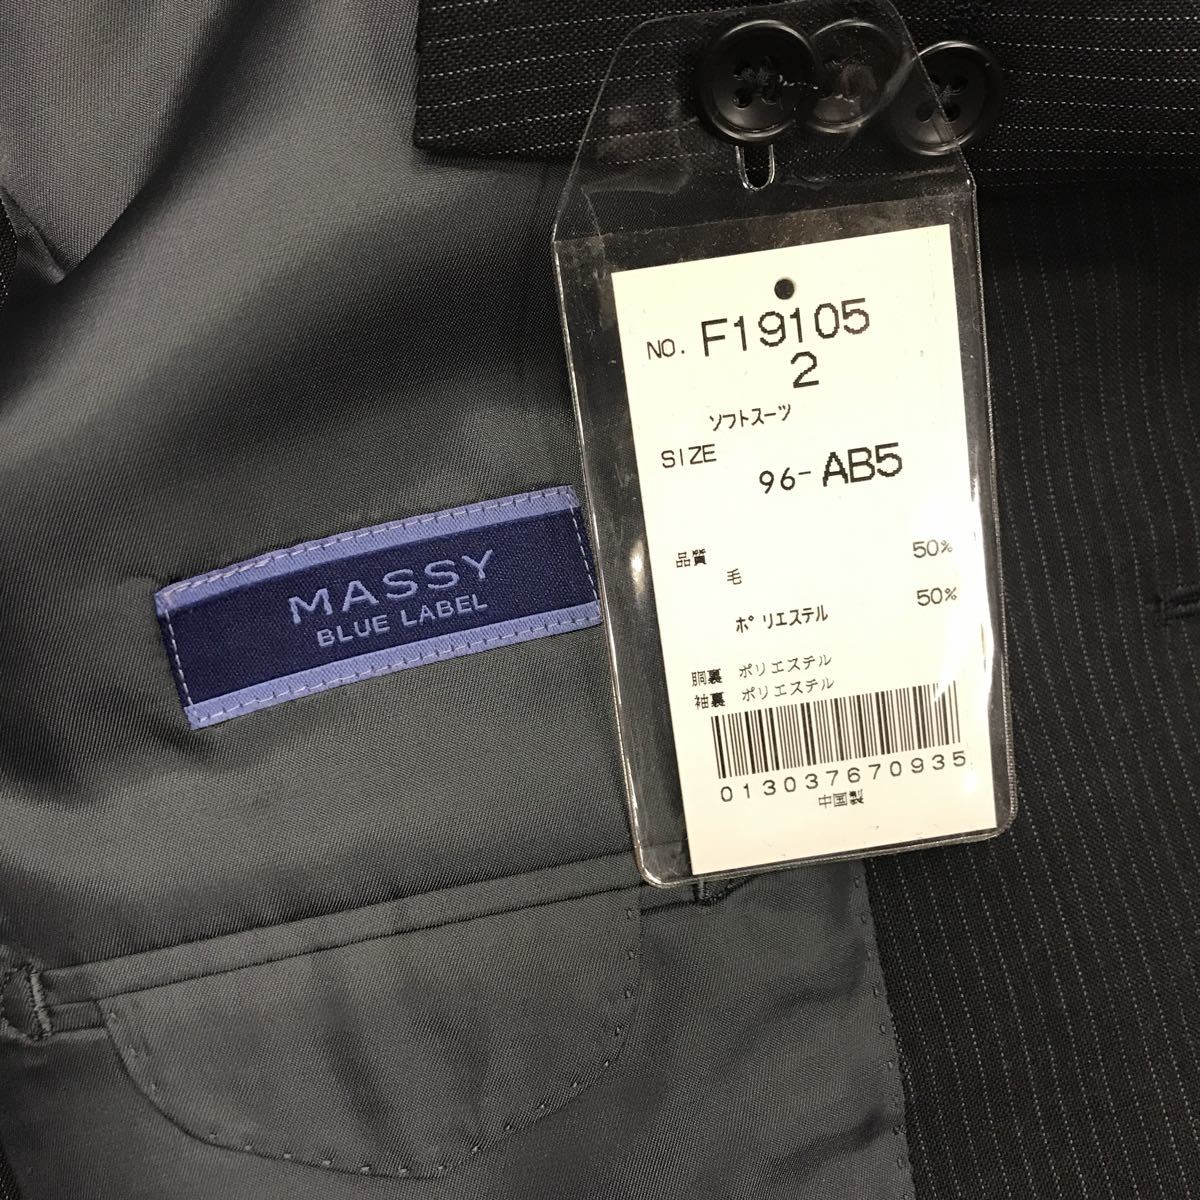 NO. F19105
2
ソフトスーツ
SIZE
96- AB5
品質 50%
毛
ポリエステル 50%
胴裏 ポリエステル
袖裏 ポリエステル
013037670935
中国製
MASSY
BLUE LABEL